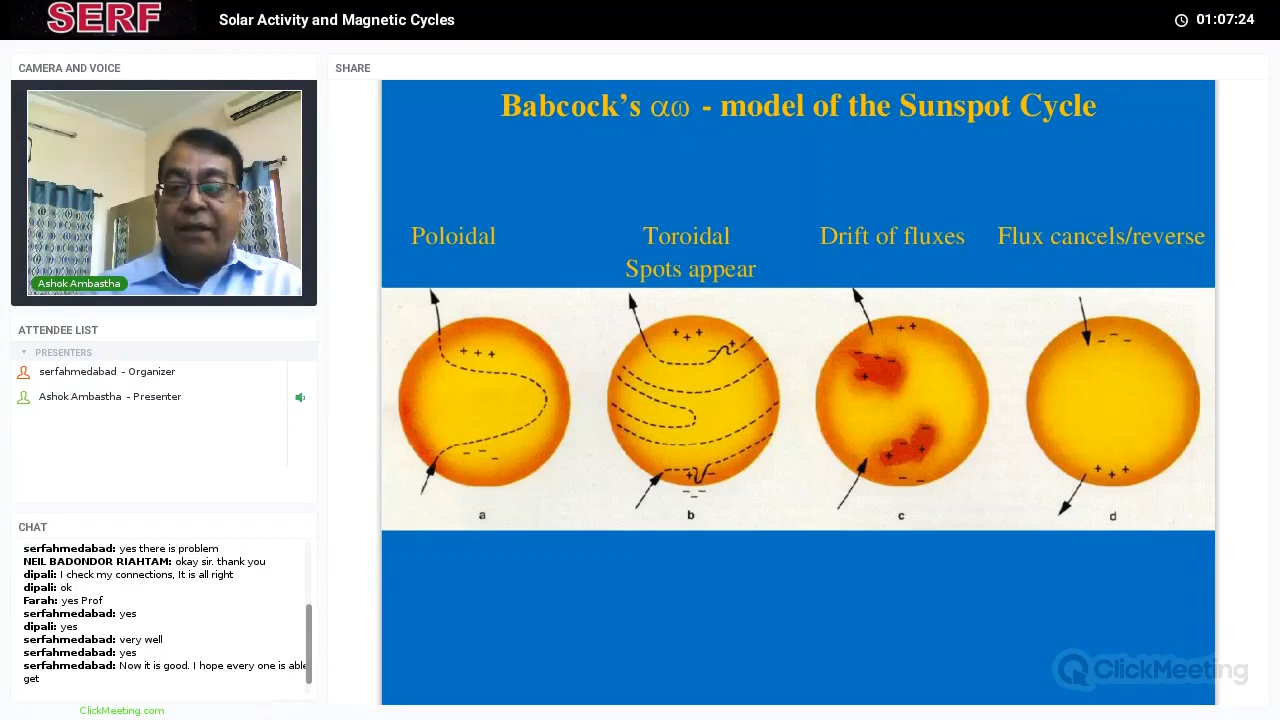 SERF
Solar Activity and Magnetic Cycles
01:07:24
CAMERA AND VOICE
SHARE
Ashok Ambastha
ATTENDEE LIST
PRESENTERS
serfahmedabad - Organizer
Ashok Ambastha - Presenter
CHAT
serfahmedabad: yes there is problem
NEIL BADONDOR RIAHTAM: okay sir. thank you
dipali: I check my connections, It is all right
dipali: ok
Farah: yes Prof
serfahmedabad: yes
dipali: yes
serfahmedabad: very well
serfahmedabad: yes
serfahmedabad: Now it is good. I hope every one is able
get
ClickMeeting.com
Babcock's αω - model of the Sunspot Cycle
Poloidal
Toroidal
Drift of fluxes
Flux cancels/reverse
Spots appear
+ + +
- - -
a
+ + +
- +
+ -
- -
b
+ +
- - -
+
-
+ + -
- -
c
- - -
+ + +
d
ClickMeeting